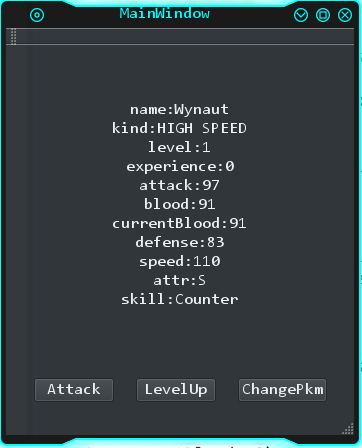 MainWindow
name:Wynaut
kind:HIGH SPEED
level:1
experience:0
attack:97
blood:91
currentBlood:91
defense:83
speed:110
attr:S
skill:Counter
Attack LevelUp ChangePkm